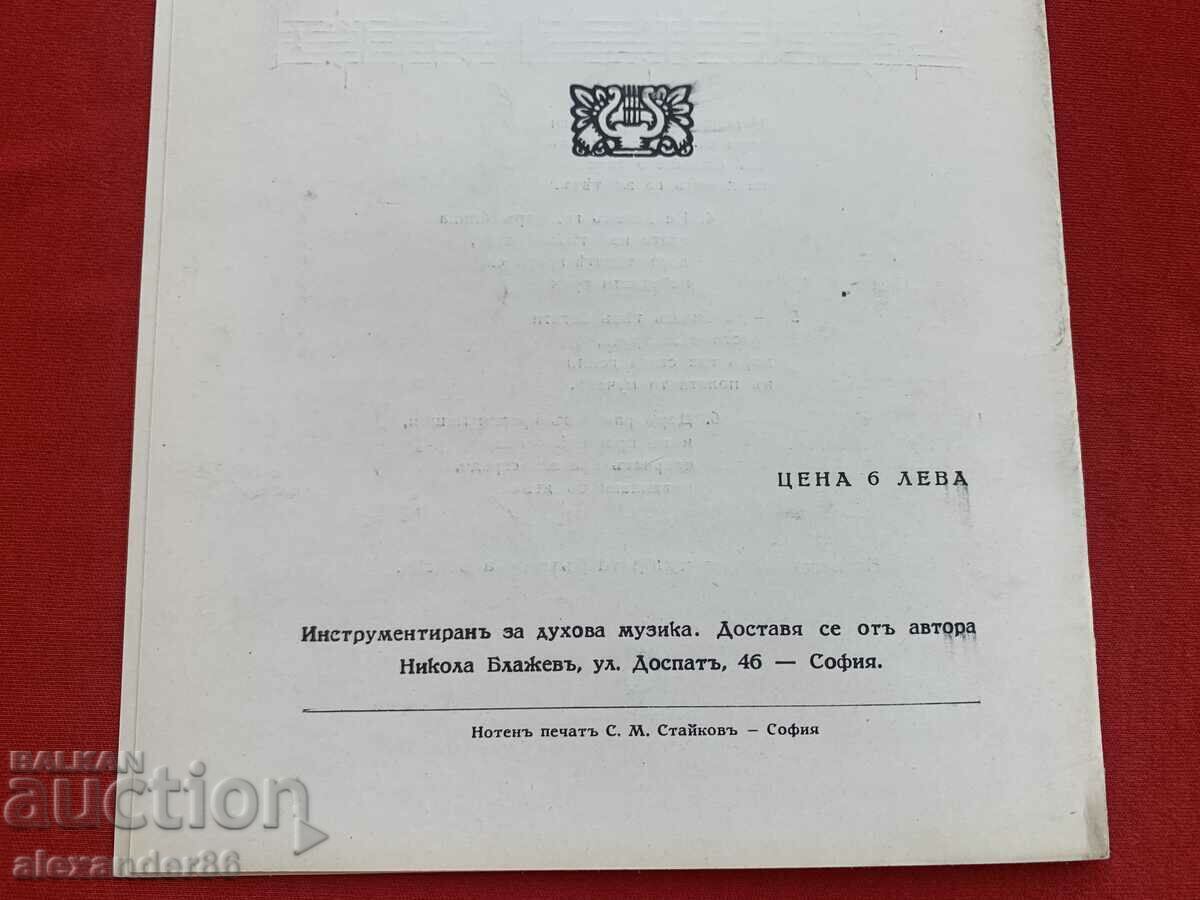 ЦЕНА 6 ЛЕВА
Инструментиранъ за духова музика. Доставя се отъ автора
Никола Блажевъ, ул. Доспатъ, 46 — София.
Нотенъ печатъ С. М. Стайковъ — София
BALKAN
auction
alexander86